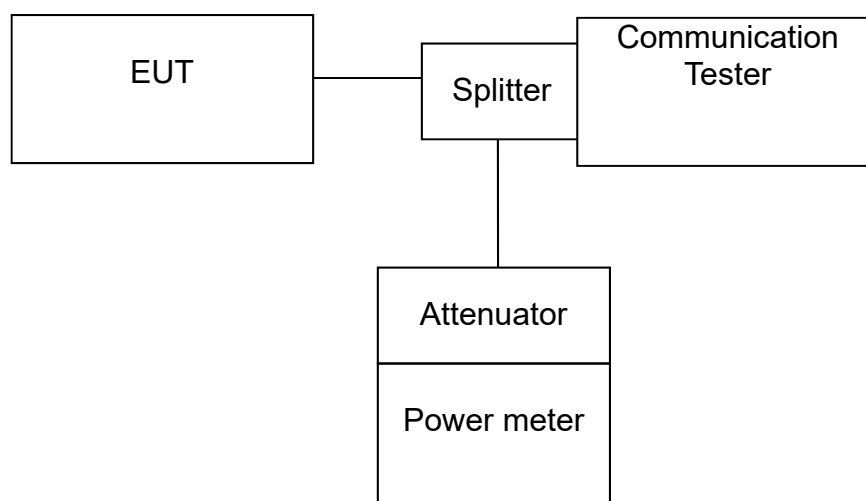 EUT
Splitter
Communication
Tester
Attenuator
Power meter